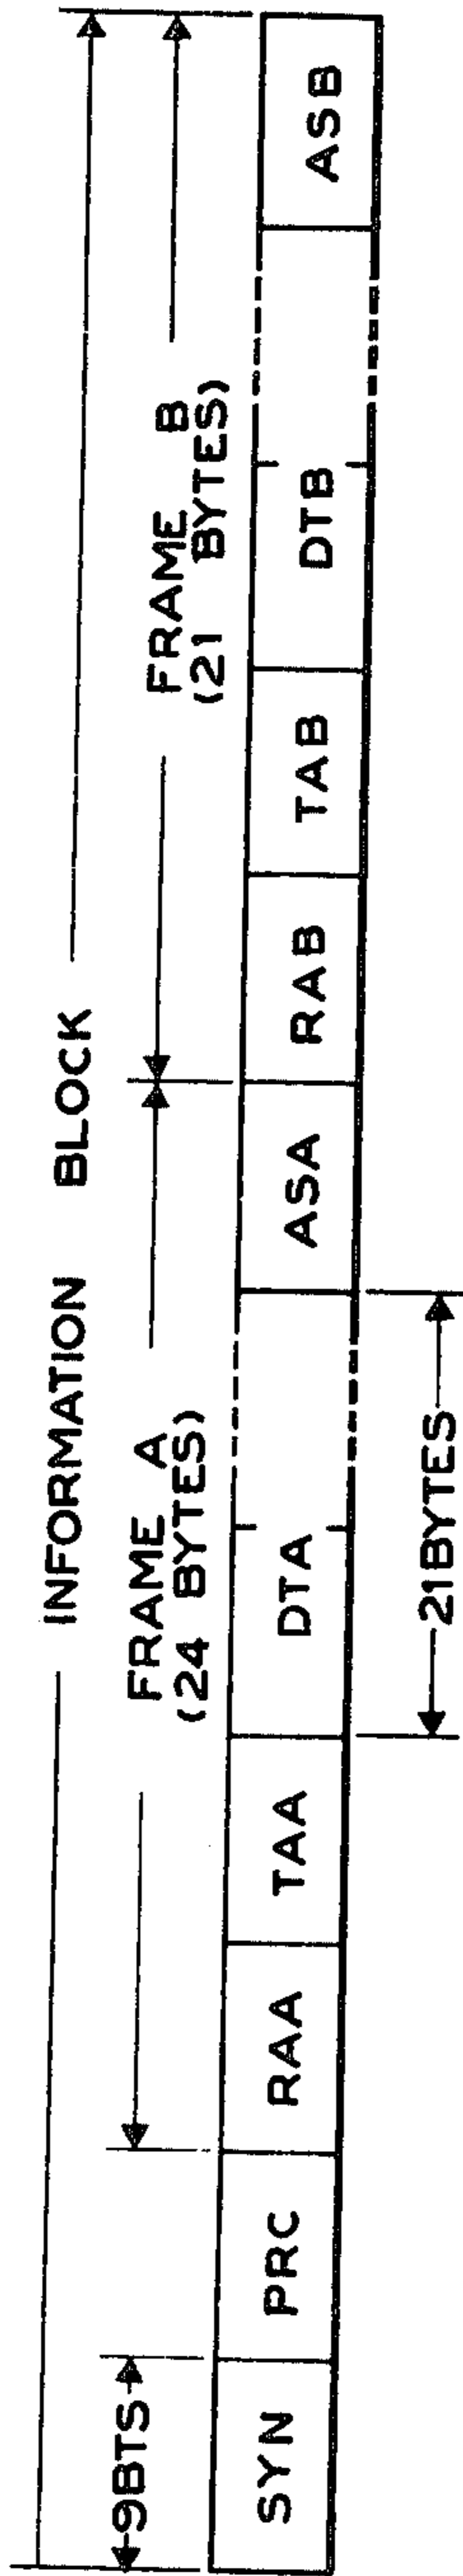 INFORMATION BLOCK
FRAME A
(24 BYTES)
FRAME B
(21 BYTES)
9BTS
SYN PRC RAA TAA DTA ASA RAB TAB DTB ASB
21BYTES